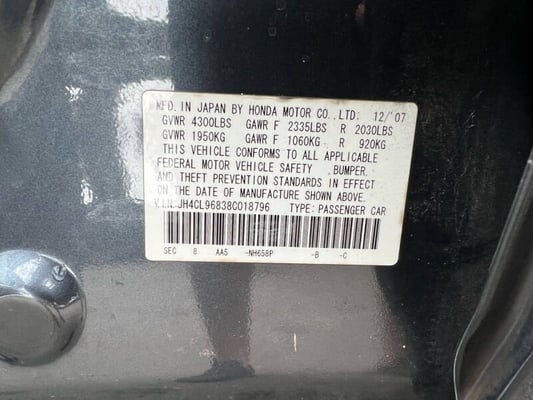 MFD. IN JAPAN BY HONDA MOTOR CO., LTD. 12/'07
GVWR 4300LBS GAWR F 2335LBS R 2030LBS
GVWR 1950KG GAWR F 1060KG R 920KG
THIS VEHICLE CONFORMS TO ALL APPLICABLE
FEDERAL MOTOR VEHICLE SAFETY , BUMPER,
AND THEFT PREVENTION STANDARDS IN EFFECT
ON THE DATE OF MANUFACTURE SHOWN ABOVE.
V.I.N.:JH4CL96838C018796 TYPE: PASSENGER CAR
SEC 8 AA5 -NH658P -B -C